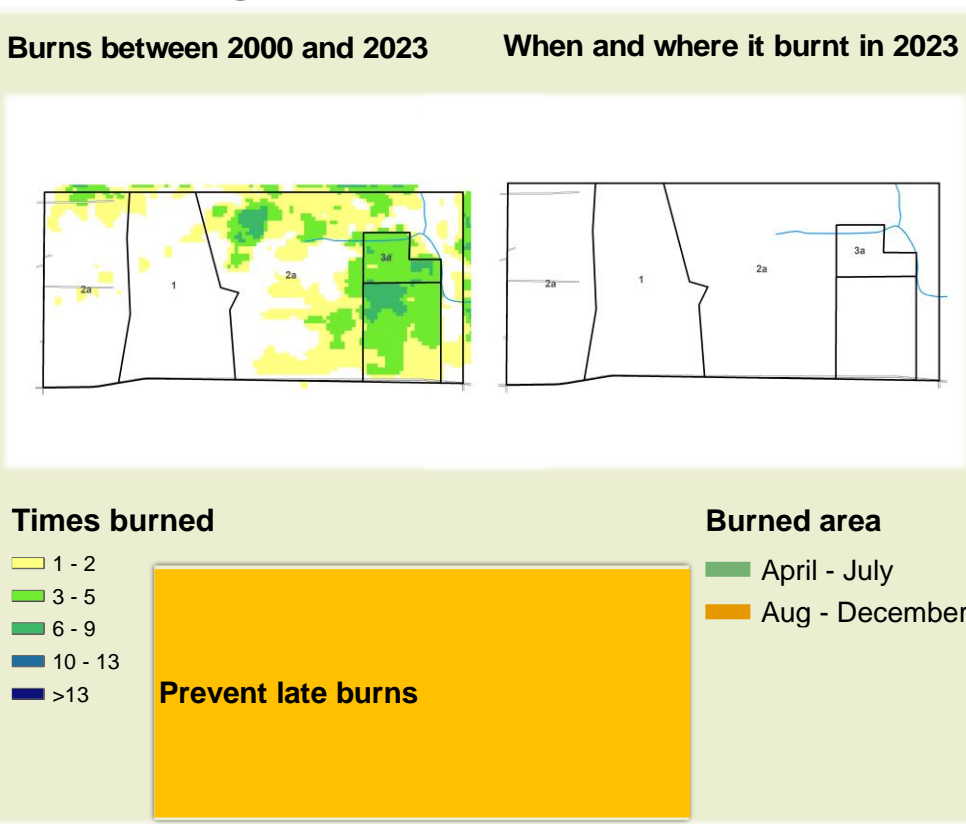 Burns between 2000 and 2023
When and where it burnt in 2023
2a
1
2a
3a
2a
1
2a
3a
Times burned
1 - 2
3 - 5
6 - 9
10 - 13
>13
Prevent late burns
Burned area
April - July
Aug - December